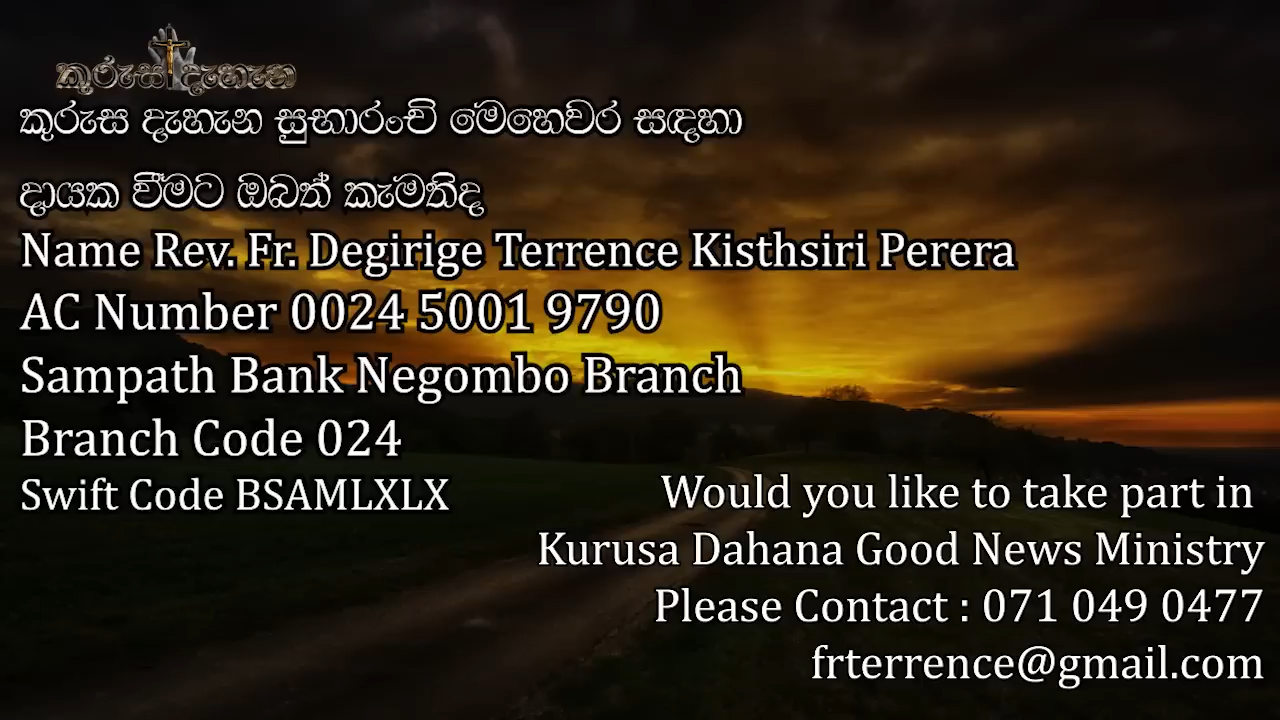 කුරුස දැහැන
කුරුස දැහැන සුභාරංචි මෙහෙවර සඳහා
දායක වීමට ඔබත් කැමතිද
Name Rev. Fr. Degirige Terrence Kisthsiri Perera
AC Number 0024 5001 9790
Sampath Bank Negombo Branch
Branch Code 024
Swift Code BSAMLXLX
Would you like to take part in
Kurusa Dahana Good News Ministry
Please Contact : 071 049 0477
frterrence@gmail.com